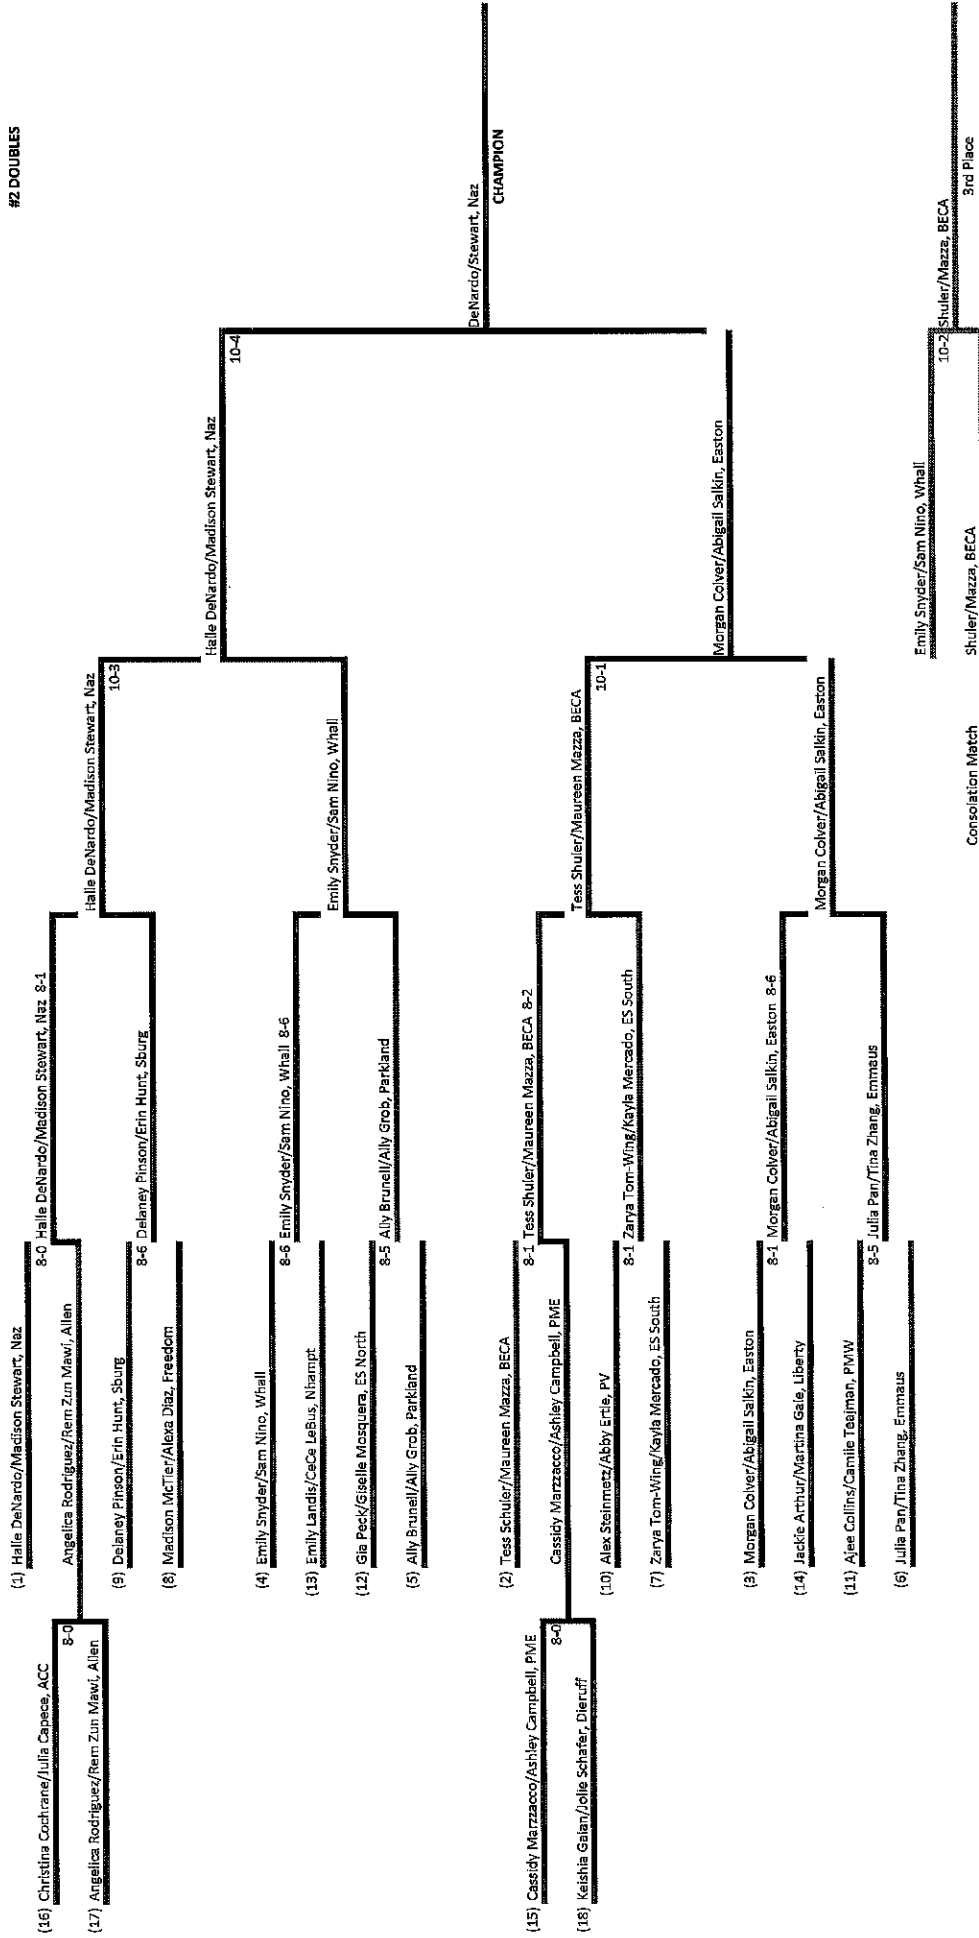 #2 DOUBLES
(16) Christina Cochrane/Julia Capece, ACC
8-0
(17) Angelica Rodriguez/Rem Zun Mawi, Allen
(15) Cassidy Marzzacco/Ashley Campbell, PME
8-0
(18) Keishia Galan/Jolie Schafer, Dieruff
(1) Halle DeNardo/Madison Stewart, Naz
8-0
Angelica Rodriguez/Rem Zun Mawi, Allen
(9) Delaney Pinson/Erin Hunt, Sburg
8-6
(8) Madison McTier/Alexa Diaz, Freedom
(4) Emily Snyder/Sam Nino, Whall
8-6
(13) Emily Landis/CeCe LeBus, Nhampt
(12) Gia Peck/Giselle Mosquera, ES North
8-5
(5) Ally Brunell/Ally Grob, Parkland
(2) Tess Schuler/Maureen Mazza, BECA
8-1
Cassidy Marzzacco/Ashley Campbell, PME
(10) Alex Steinmetz/Abby Ertle, PV
8-1
(7) Zarya Tom-Wing/Kayla Mercado, ES South
(3) Morgan Colver/Abigail Salkin, Easton
8-1
(14) Jackie Arthur/Martina Gale, Liberty
(11) Ajee Collins/Camile Teajman, PMW
8-5
(6) Julia Pan/Tina Zhang, Emmaus
Halle DeNardo/Madison Stewart, Naz 8-1
Delaney Pinson/Erin Hunt, Sburg
Emily Snyder/Sam Nino, Whall 8-6
Ally Brunell/Ally Grob, Parkland
Tess Shuler/Maureen Mazza, BECA 8-2
Zarya Tom-Wing/Kayla Mercado, ES South
Morgan Colver/Abigail Salkin, Easton 8-6
Julia Pan/Tina Zhang, Emmaus
Halle DeNardo/Madison Stewart, Naz
10-3
Emily Snyder/Sam Nino, Whall
Tess Shuler/Maureen Mazza, BECA
10-1
Morgan Colver/Abigail Salkin, Easton
Halle DeNardo/Madison Stewart, Naz
10-4
Morgan Colver/Abigail Salkin, Easton
DeNardo/Stewart, Naz
CHAMPION
Emily Snyder/Sam Nino, Whall
10-2
Shuler/Mazza, BECA
Consolation Match
Shuler/Mazza, BECA
3rd Place